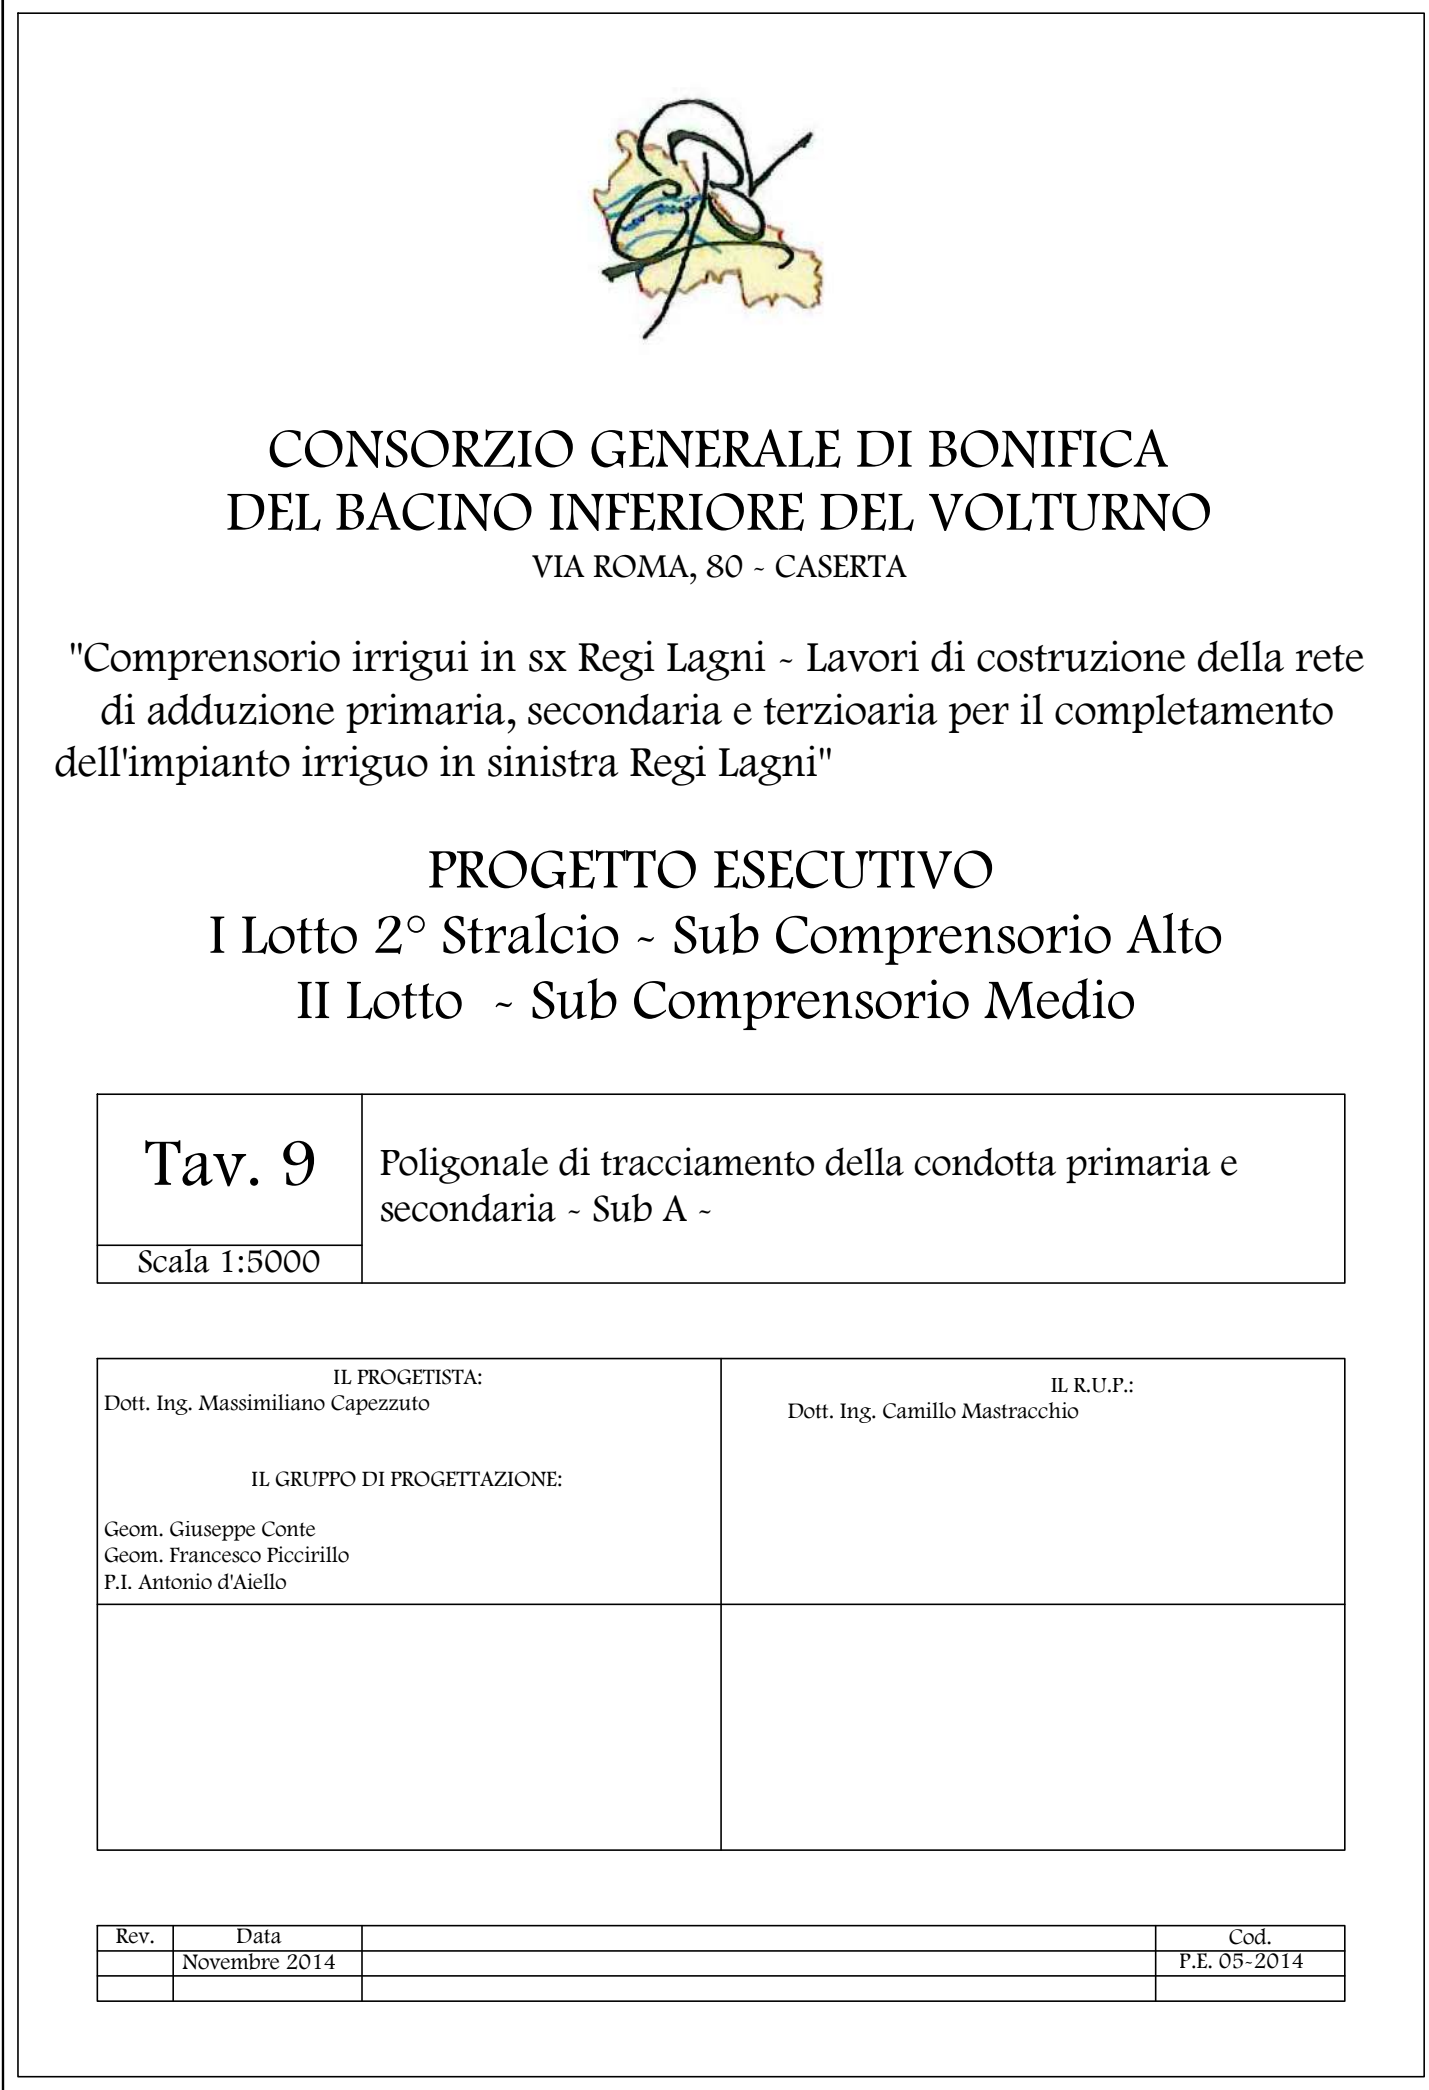 CONSORZIO GENERALE DI BONIFICA
DEL BACINO INFERIORE DEL VOLTURNO
VIA ROMA, 80 - CASERTA
"Comprensorio irrigui in sx Regi Lagni - Lavori di costruzione della rete
di adduzione primaria, secondaria e terzioaria per il completamento
dell'impianto irriguo in sinistra Regi Lagni"
PROGETTO ESECUTIVO
I Lotto 2° Stralcio - Sub Comprensorio Alto
II Lotto - Sub Comprensorio Medio
Tav. 9
Scala 1:5000
Poligonale di tracciamento della condotta primaria e
secondaria - Sub A -
IL PROGETISTA:
Dott. Ing. Massimiliano Capezzuto
IL GRUPPO DI PROGETTAZIONE:
Geom. Giuseppe Conte
Geom. Francesco Piccirillo
P.I. Antonio d'Aiello
IL R.U.P.:
Dott. Ing. Camillo Mastracchio
Rev. Data Cod.
Novembre 2014 P.E. 05-2014